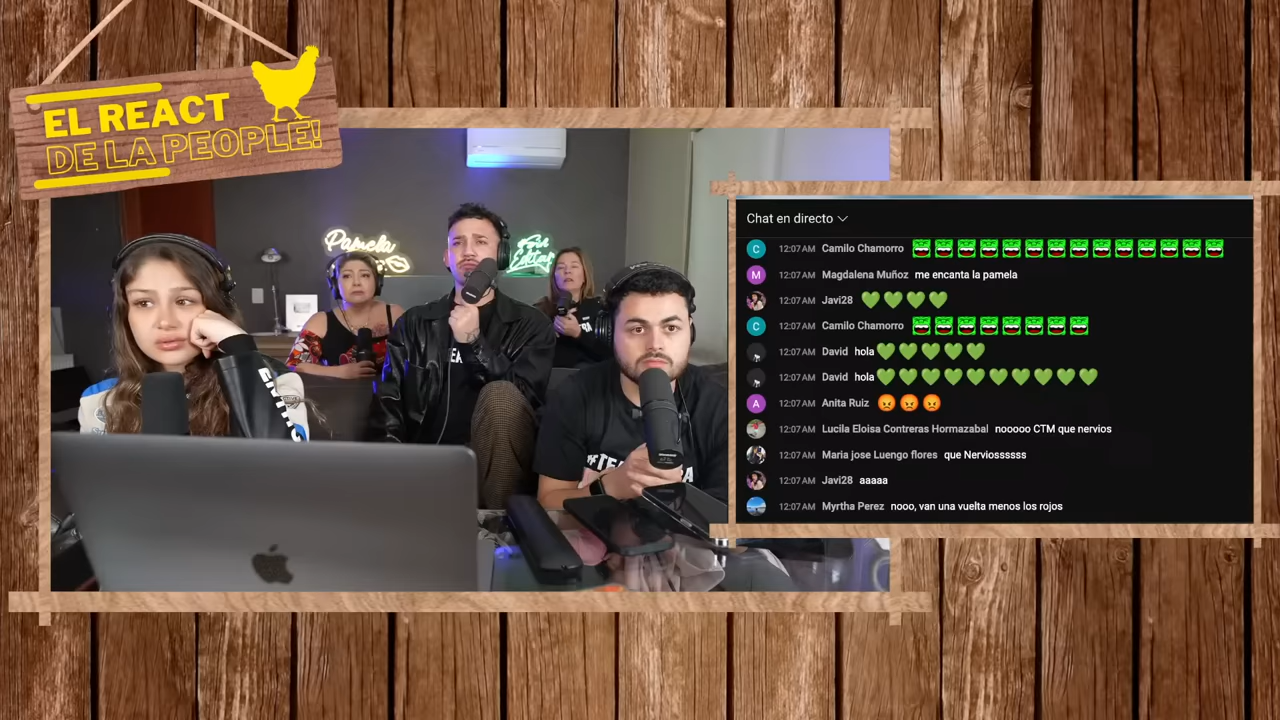 EL REACT
DE LA PEOPLE!
Pamela
For
Editas
Chat en directo
C 12:07 AM Camilo Chamorro
M 12:07 AM Magdalena Muñoz me encanta la pamela
12:07 AM Javi28 💚💚💚💚
C 12:07 AM Camilo Chamorro
12:07 AM David hola💚💚💚💚💚
12:07 AM David hola💚💚💚💚💚💚💚💚💚💚
A 12:07 AM Anita Ruiz 😡😡😡
12:07 AM Lucila Eloisa Contreras Hormazabal nooooo CTM que nervios
12:07 AM Maria jose Luengo flores que Nerviossssss
12:07 AM Javi28 aaaaa
12:07 AM Myrtha Perez nooo, van una vuelta menos los rojos